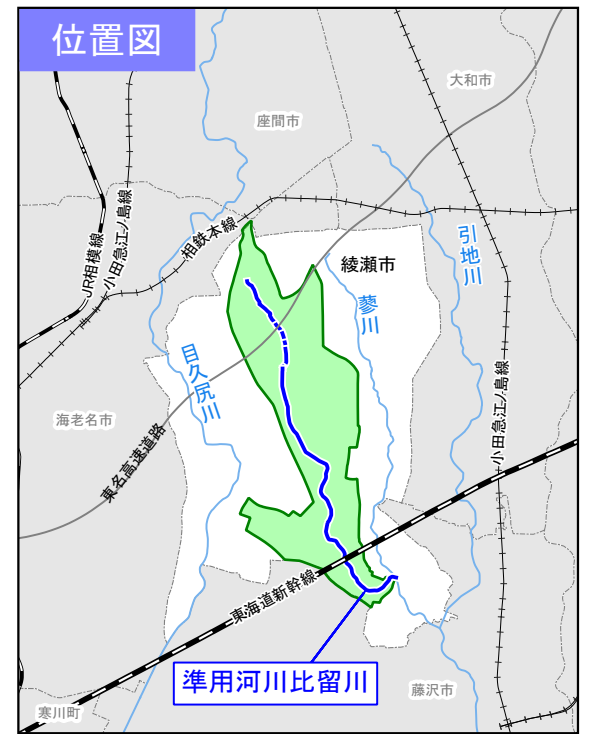 位置図
大和市
座間市
相鉄本線
小田急江ノ島線
JR相模線
引地川
綾瀬市
蓼川
目久尻川
海老名市
小田急江ノ島線
東名高速道路
東海道新幹線
準用河川比留川
藤沢市
寒川町